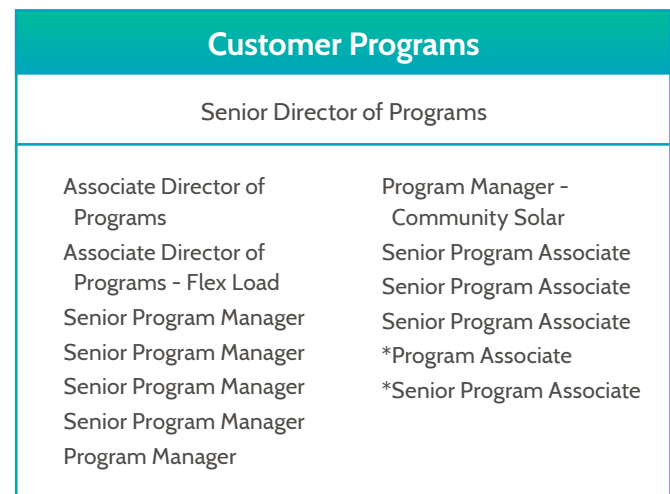 Customer Programs
Senior Director of Programs
Associate Director of
Programs
Associate Director of
Programs - Flex Load
Senior Program Manager
Senior Program Manager
Senior Program Manager
Senior Program Manager
Program Manager
Program Manager -
Community Solar
Senior Program Associate
Senior Program Associate
Senior Program Associate
*Program Associate
*Senior Program Associate